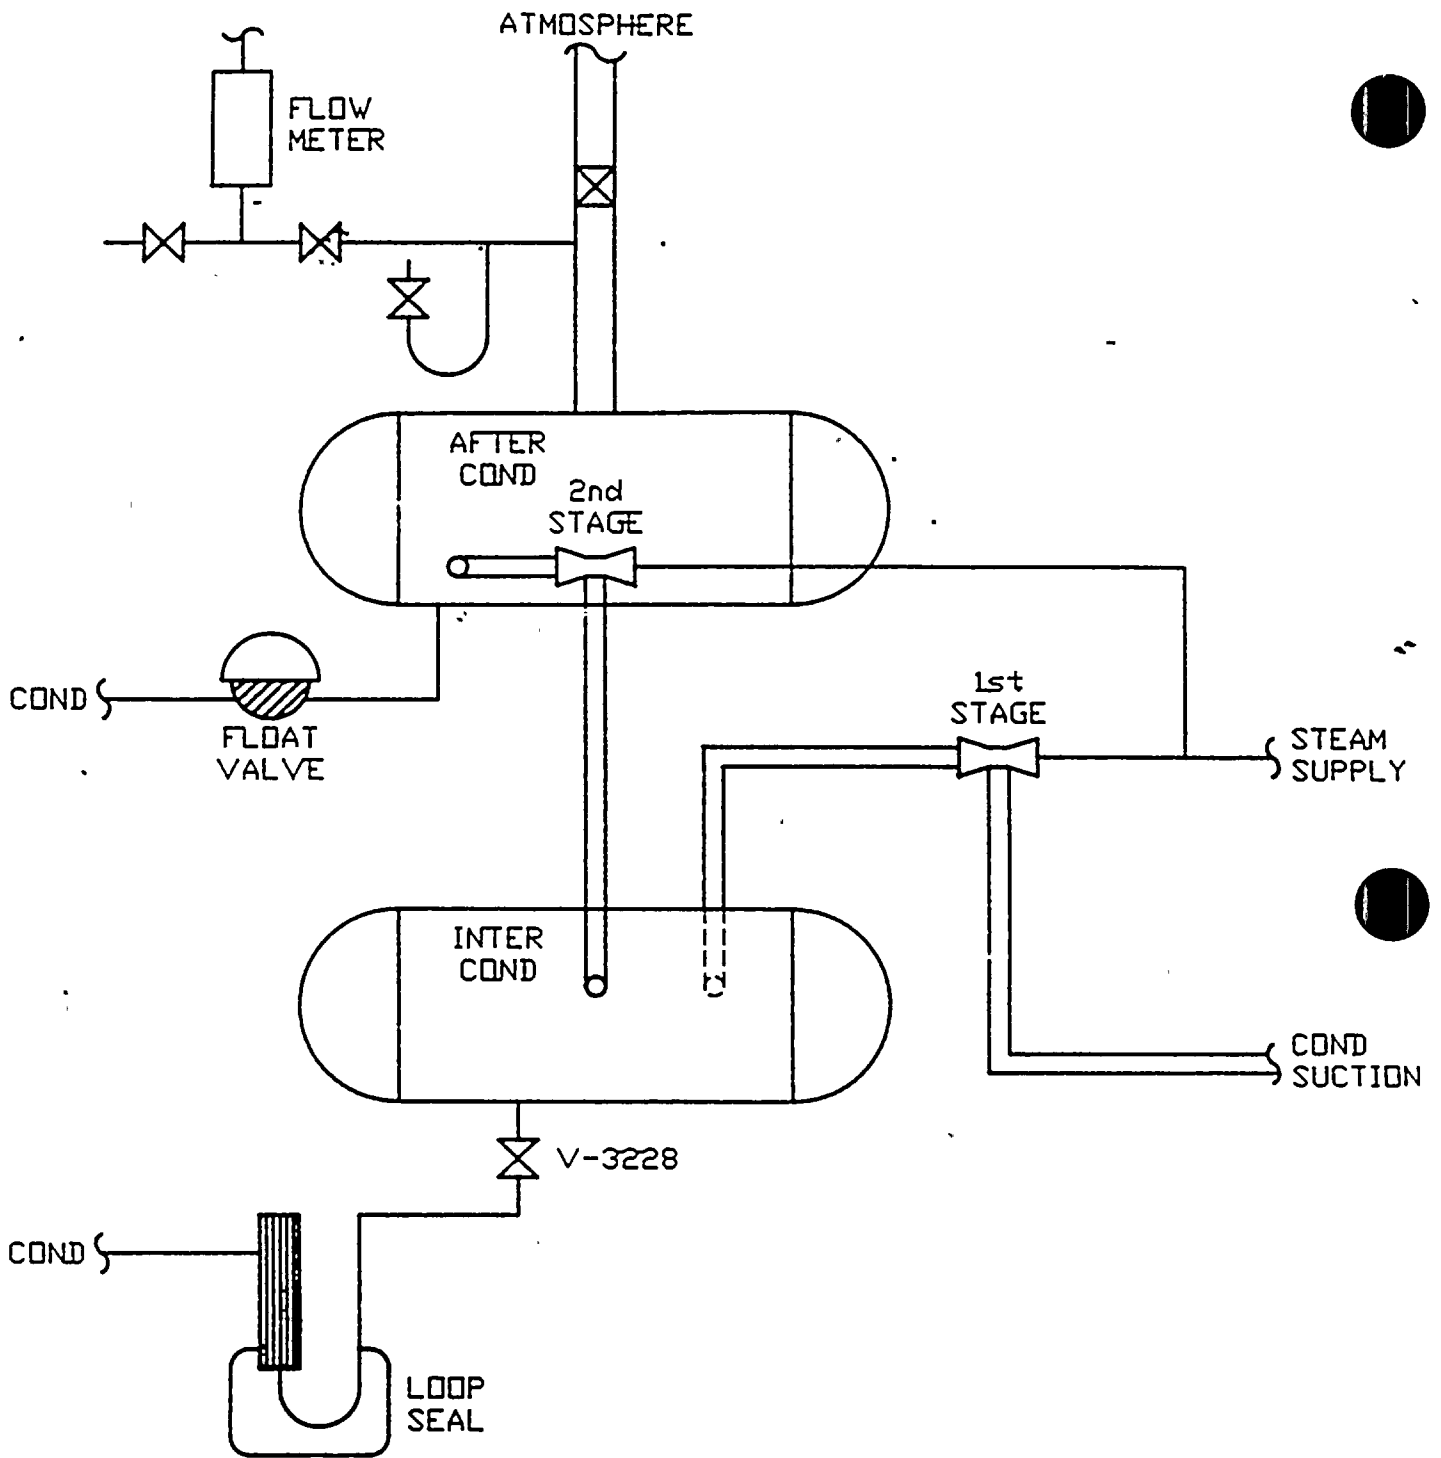 ATMOSPHERE
FLOW
METER
AFTER
COND
2nd
STAGE
COND
FLOAT
VALVE
1st
STAGE
STEAM
SUPPLY
INTER
COND
COND
SUCTION
V-3228
COND
LOOP
SEAL